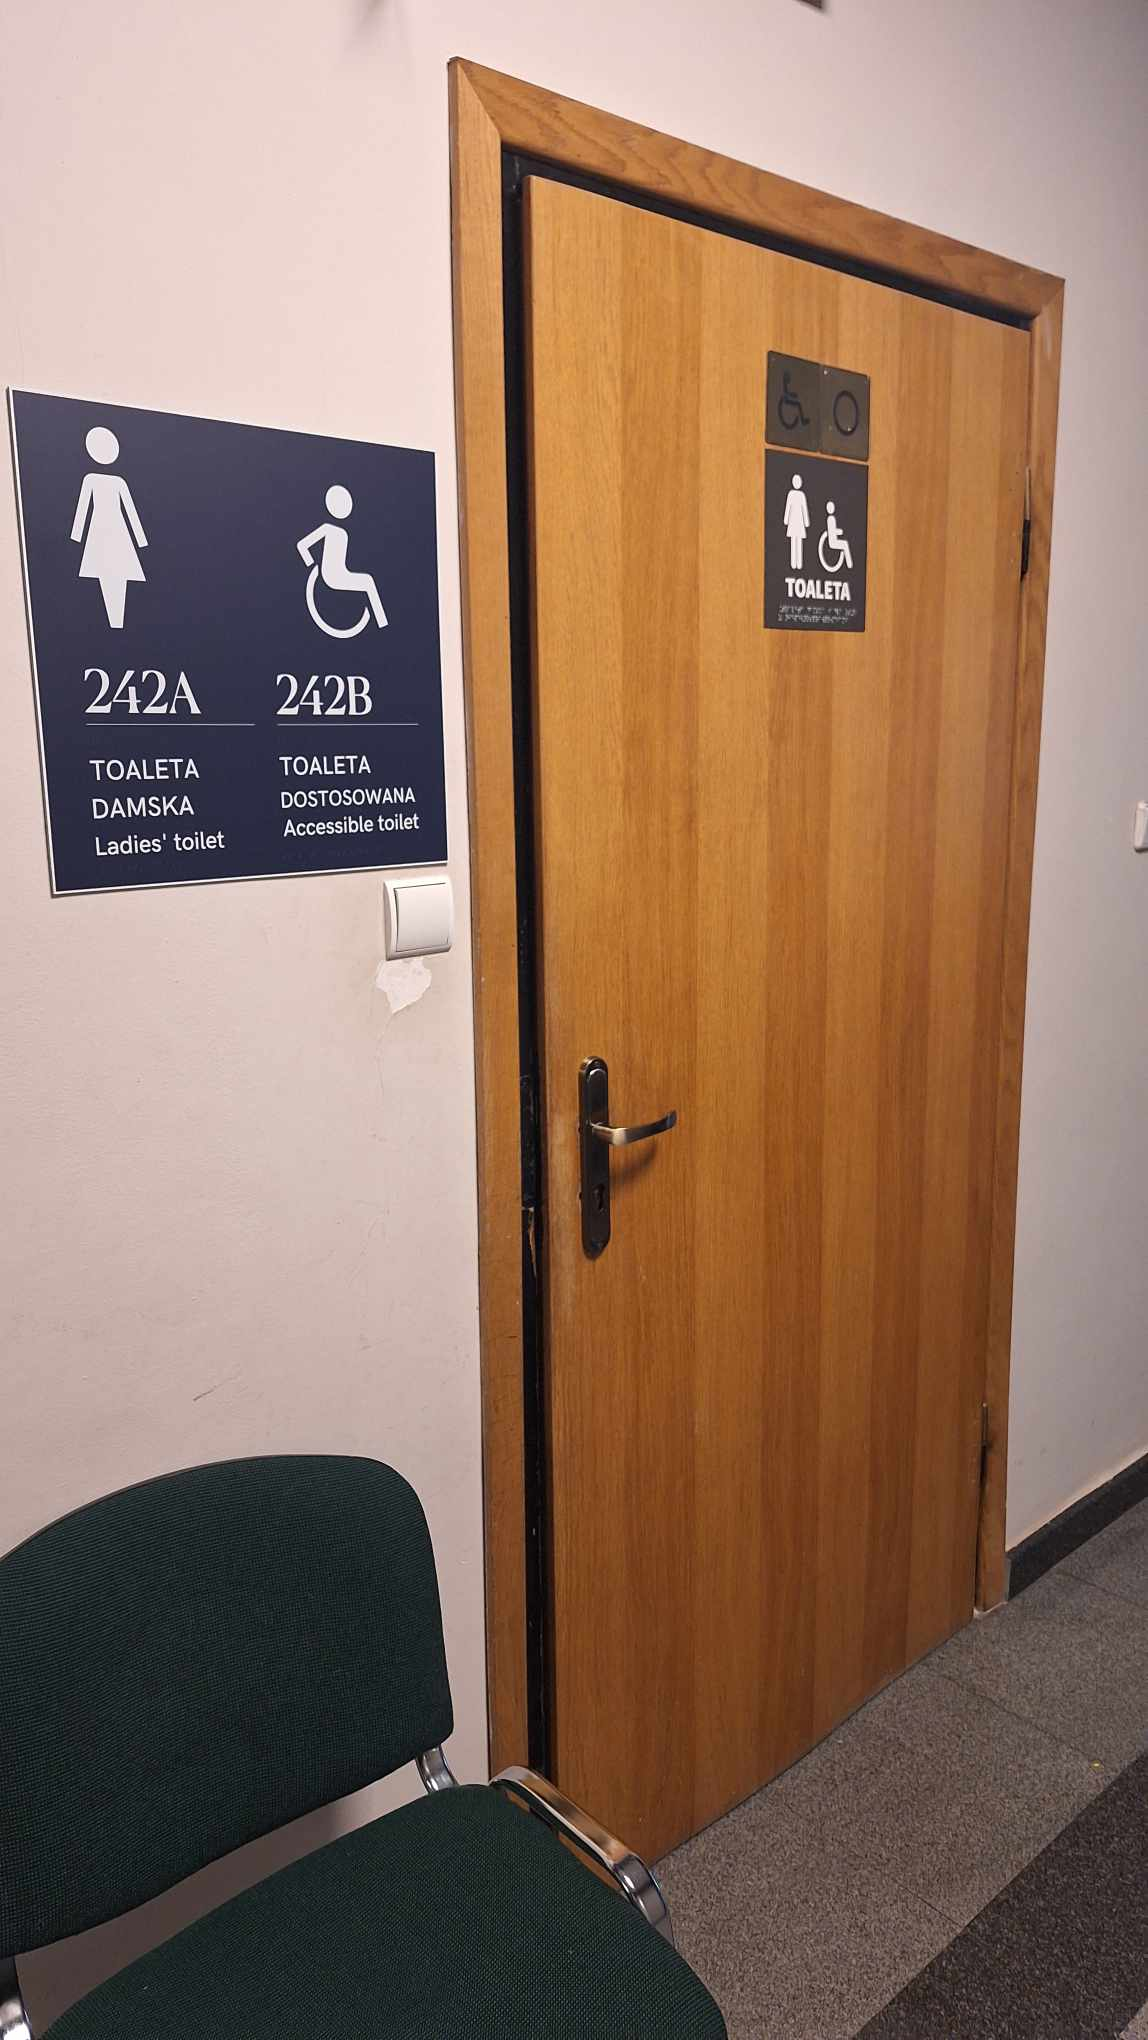 242A
TOALETA
DAMSKA
Ladies' toilet
242B
TOALETA
DOSTOSOWANA
Accessible toilet
TOALETA